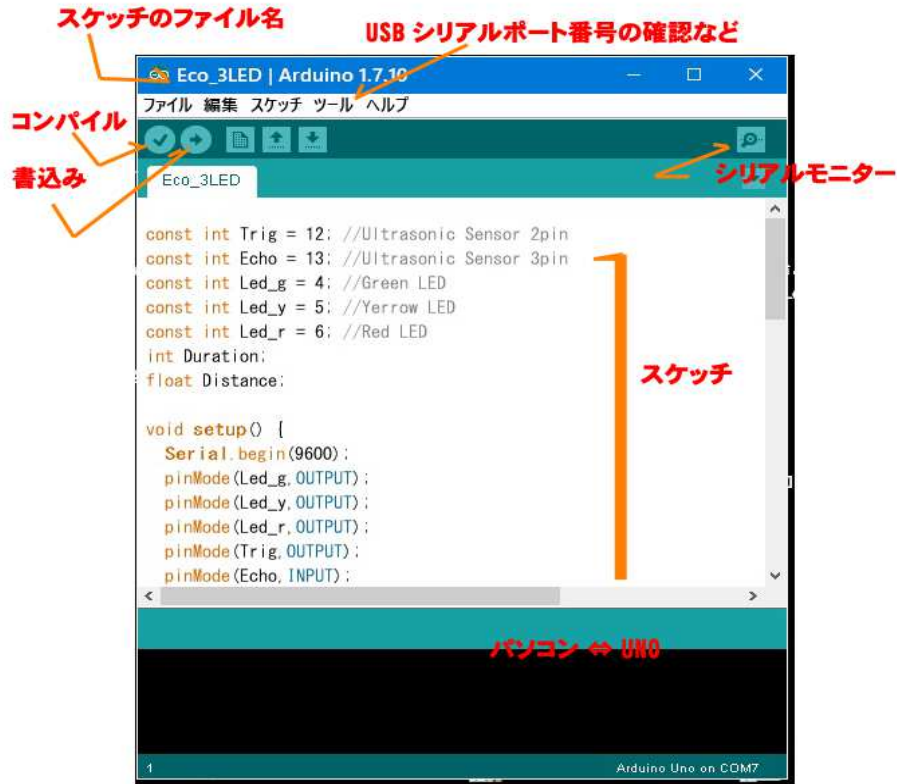 スケッチのファイル名
USB シリアルポート番号の確認など
Eco_3LED | Arduino 1.7.10
ファイル 編集 スケッチ ツール ヘルプ
コンパイル
書込み
シリアルモニター
Eco_3LED
const int Trig = 12; //Ultrasonic Sensor 2pin
const int Echo = 13; //Ultrasonic Sensor 3pin
const int Led_g = 4; //Green LED
const int Led_y = 5; //Yerrow LED
const int Led_r = 6; //Red LED
int Duration;
float Distance;
スケッチ
void setup() {
Serial.begin(9600);
pinMode(Led_g,OUTPUT);
pinMode(Led_y,OUTPUT);
pinMode(Led_r,OUTPUT);
pinMode(Trig,OUTPUT);
pinMode(Echo,INPUT);
パソコン ⇔ UNO
1
Arduino Uno on COM7